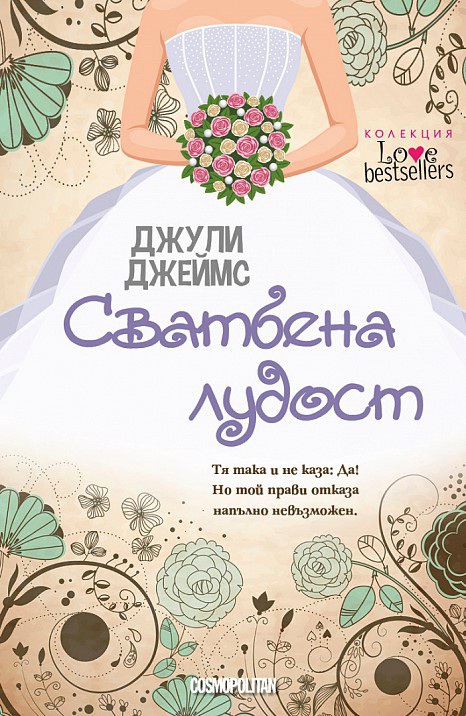 КОЛЕКЦИЯ
Love
bestsellers
ДЖУЛИ
ДЖЕЙМС
Сватбена
лудост
Тя така и не каза: Да!
Но той прави отказа
напълно невъзможен.
COSMOPOLITAN